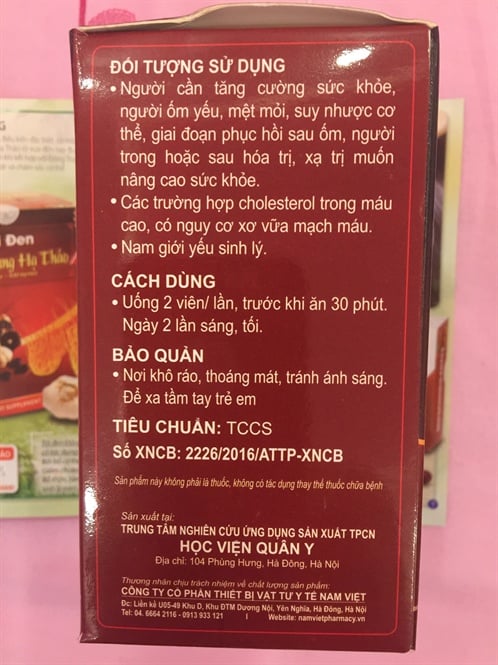 ĐỐI TƯỢNG SỬ DỤNG
• Người cần tăng cường sức khỏe,
người ốm yếu, mệt mỏi, suy nhược cơ
thể, giai đoạn phục hồi sau ốm, người
trong hoặc sau hóa trị, xạ trị muốn
nâng cao sức khỏe.
• Các trường hợp cholesterol trong máu
cao, có nguy cơ xơ vữa mạch máu.
• Nam giới yếu sinh lý.
CÁCH DÙNG
• Uống 2 viên/ lần, trước khi ăn 30 phút.
Ngày 2 lần sáng, tối.
BẢO QUẢN
• Nơi khô ráo, thoáng mát, tránh ánh sáng.
Để xa tầm tay trẻ em
TIÊU CHUẨN: TCCS
Số XNCB: 2226/2016/ATTP-XNCB
Sản phẩm này không phải là thuốc, không có tác dụng thay thế thuốc chữa bệnh
Sản xuất tại:
TRUNG TÂM NGHIÊN CỨU ỨNG DỤNG SẢN XUẤT TPCN
HỌC VIỆN QUÂN Y
Địa chỉ: 104 Phùng Hưng, Hà Đông, Hà Nội
Thương nhân chịu trách nhiệm về chất lượng sản phẩm:
CÔNG TY CỔ PHẦN THIẾT BỊ VẬT TƯ Y TẾ NAM VIỆT
Đc: Liền kề U05-49 Khu D, Khu ĐTM Dương Nội, Yên Nghĩa, Hà Đông, Hà Nội
Tel: 04. 6664 2116 - 0913 933 121 | Website: namvietpharmacy.vn
Đen
ng Hạ Thảo
SUPPLEMENT